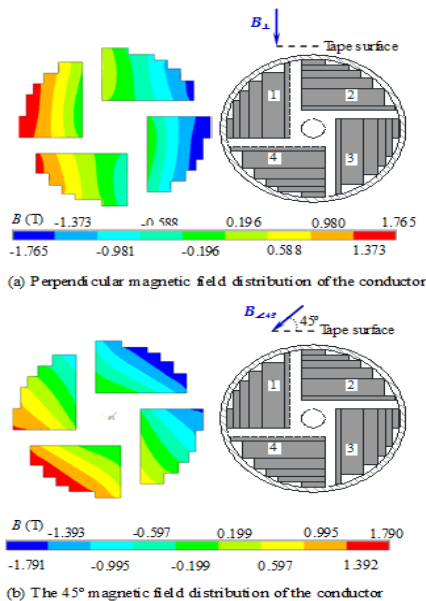 B⊥
Tape surface
1
2
3
4
B (T) -1.373 -0.588 0.196 0.980 1.765
-1.765 -0.981 -0.196 0.588 1.373
(a) Perpendicular magnetic field distribution of the conductor
B∠45 45°
Tape surface
1
2
3
4
B (T) -1.393 -0.597 0.199 0.995 1.790
-1.791 -0.995 -0.199 0.597 1.392
(b) The 45° magnetic field distribution of the conductor